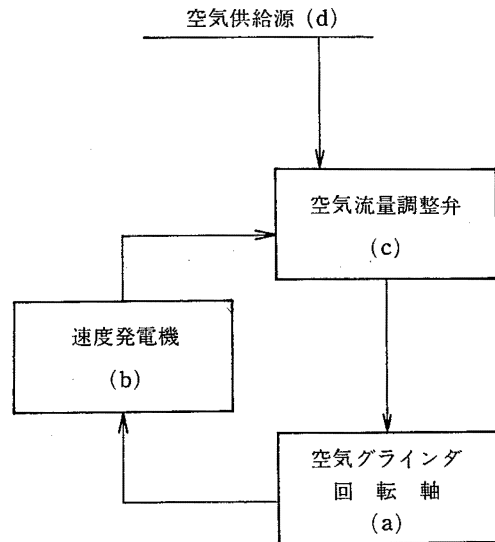 空気供給源 (d)
空気流量調整弁
(c)
速度発電機
(b)
空気グラインダ
回 転 軸
(a)